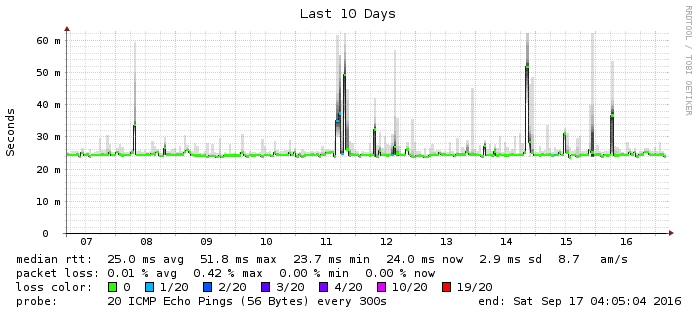 Last 10 Days
RRDTOOL / TOBI OETIKER
Seconds
60 m
50 m
40 m
30 m
20 m
10 m
0
07 08 09 10 11 12 13 14 15 16
median rtt: 25.0 ms avg 51.8 ms max 23.7 ms min 24.0 ms now 2.9 ms sd 8.7 am/s
packet loss: 0.01 % avg 0.42 % max 0.00 % min 0.00 % now
loss color: 0 1/20 2/20 3/20 4/20 10/20 19/20
probe: 20 ICMP Echo Pings (56 Bytes) every 300s end: Sat Sep 17 04:05:04 2016